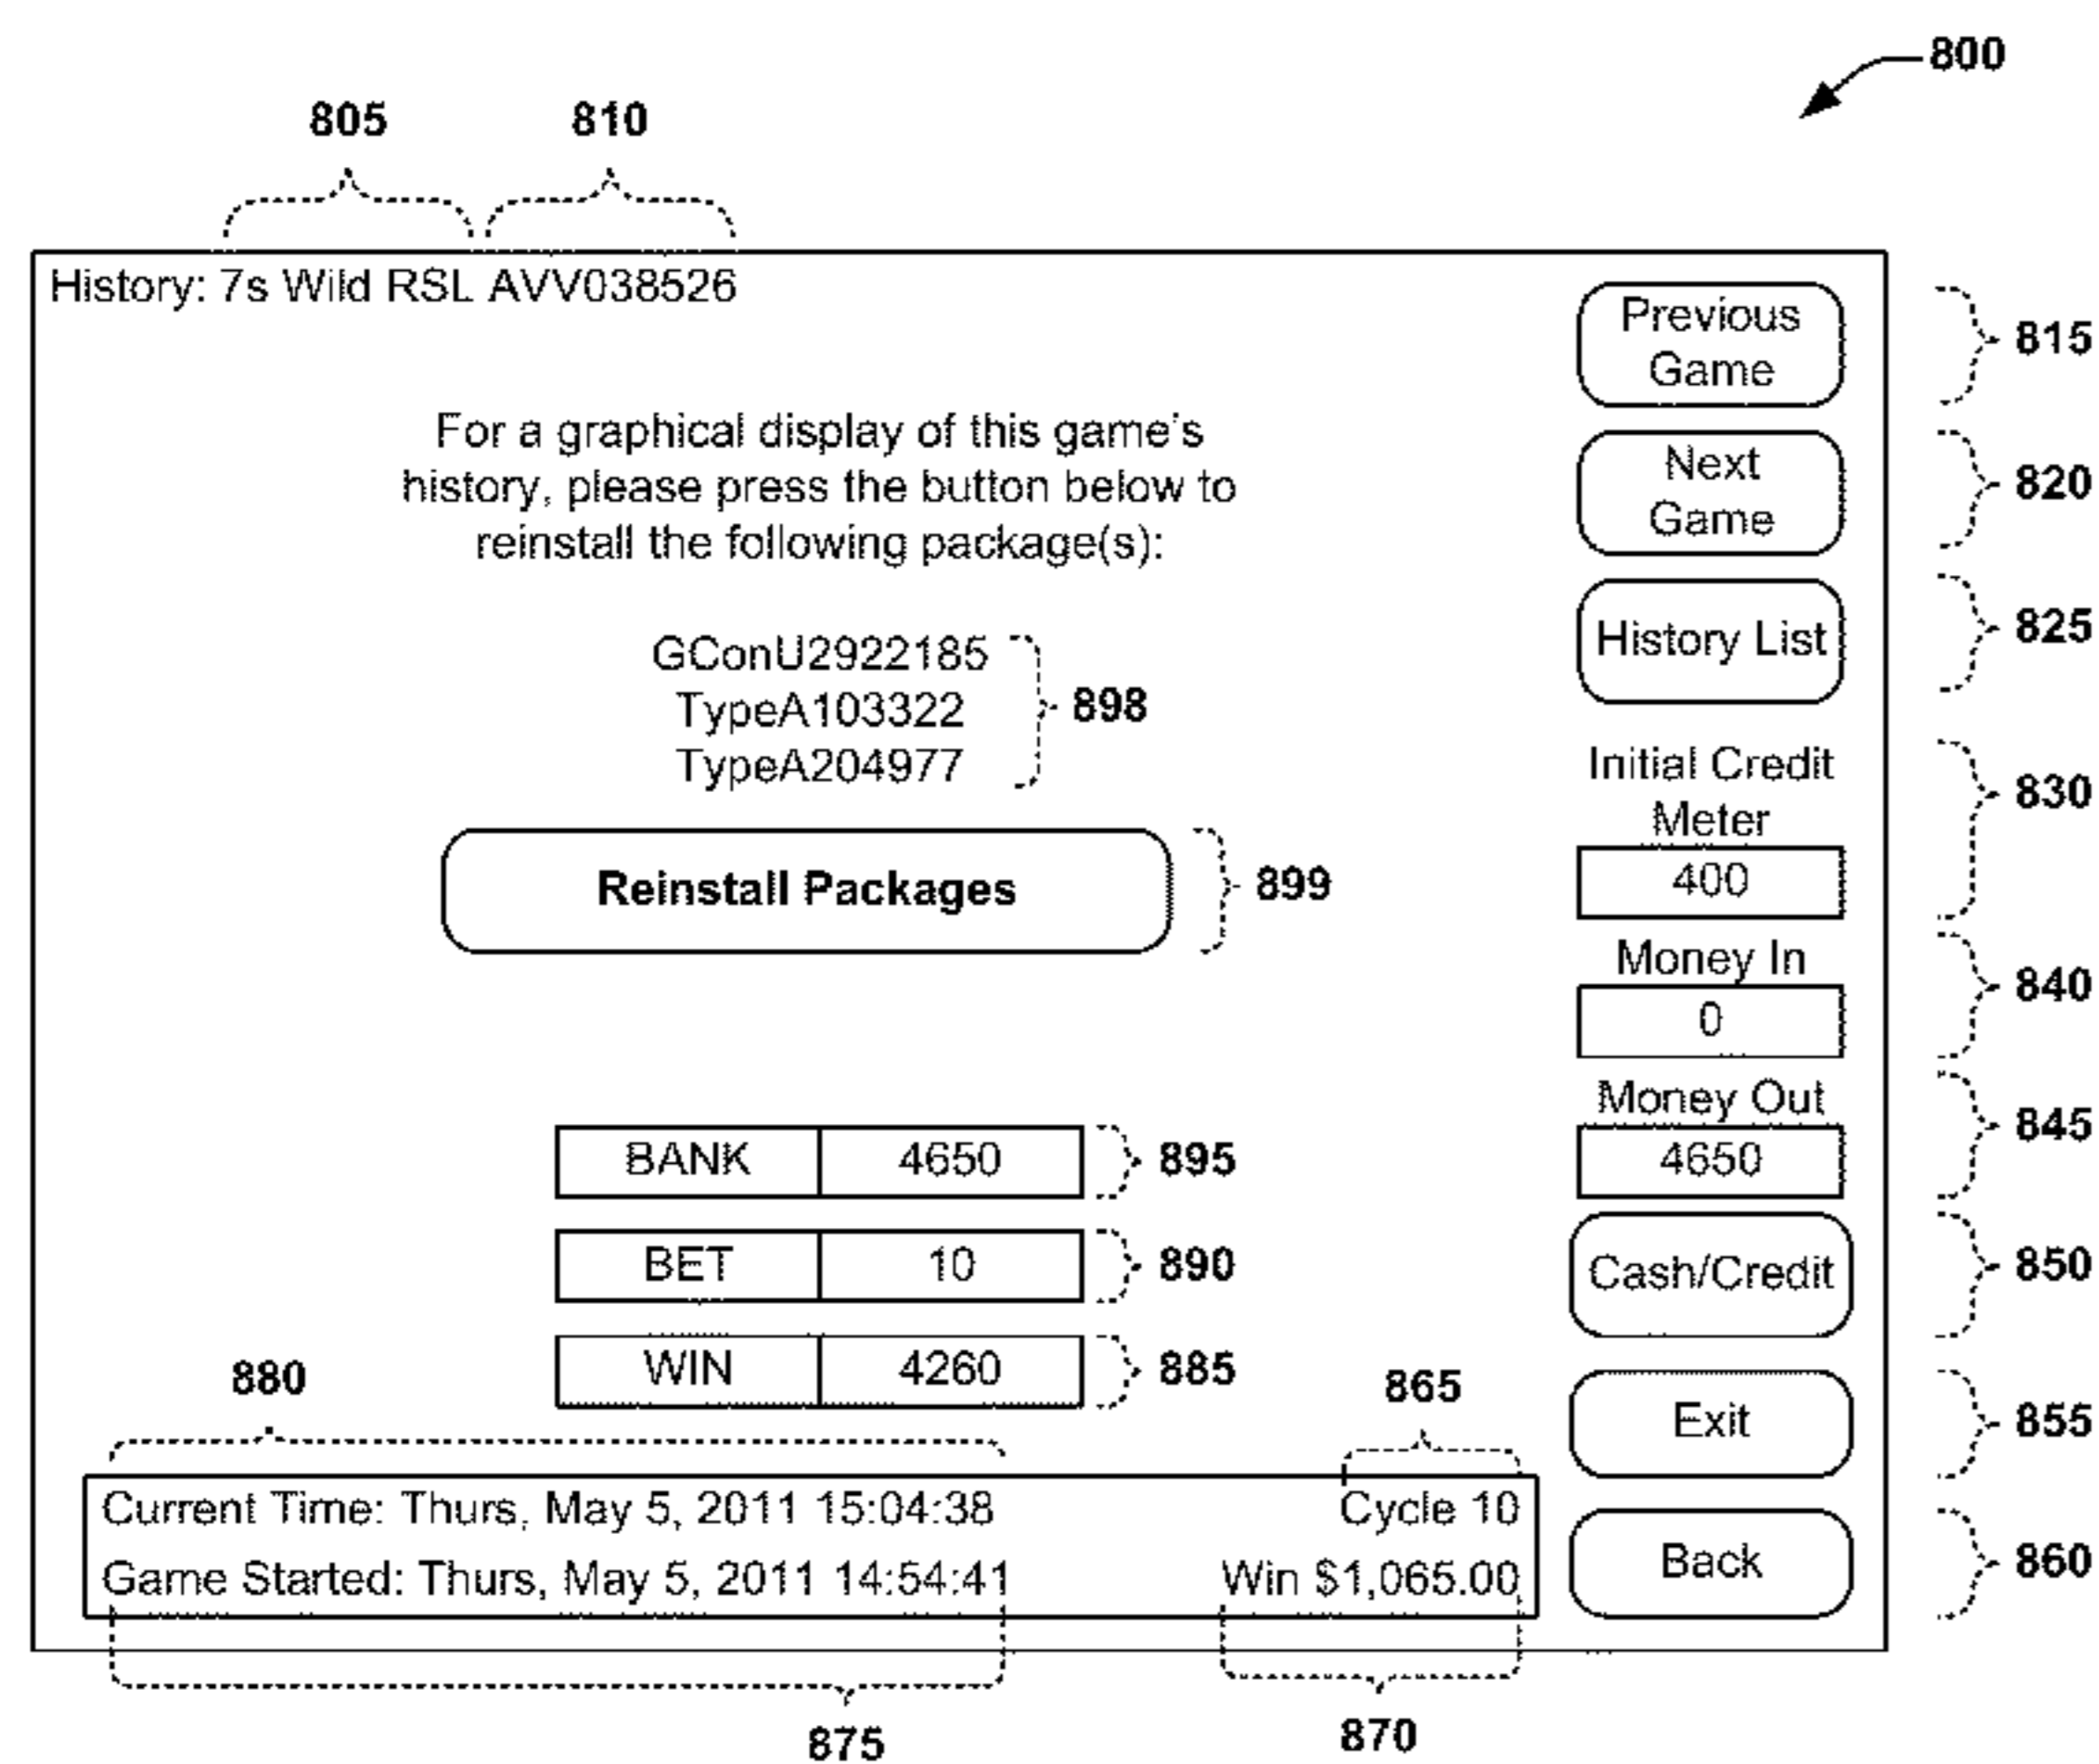 800
805 810
History: 7s Wild RSL AVV038526
Previous
Game
815
For a graphical display of this game's
history, please press the button below to
reinstall the following package(s):
Next
Game
820
History List
825
GConU2922185
TypeA103322
TypeA204977
898
Initial Credit
Meter
400
830
Reinstall Packages
899
Money In
0
840
Money Out
4650
845
BANK 4650
895
BET 10
890
Cash/Credit
850
WIN 4260
885
880
865
Exit
855
Current Time: Thurs, May 5, 2011 15:04:38
Cycle 10
Game Started: Thurs, May 5, 2011 14:54:41
Win $1,065.00
Back
860
875
870